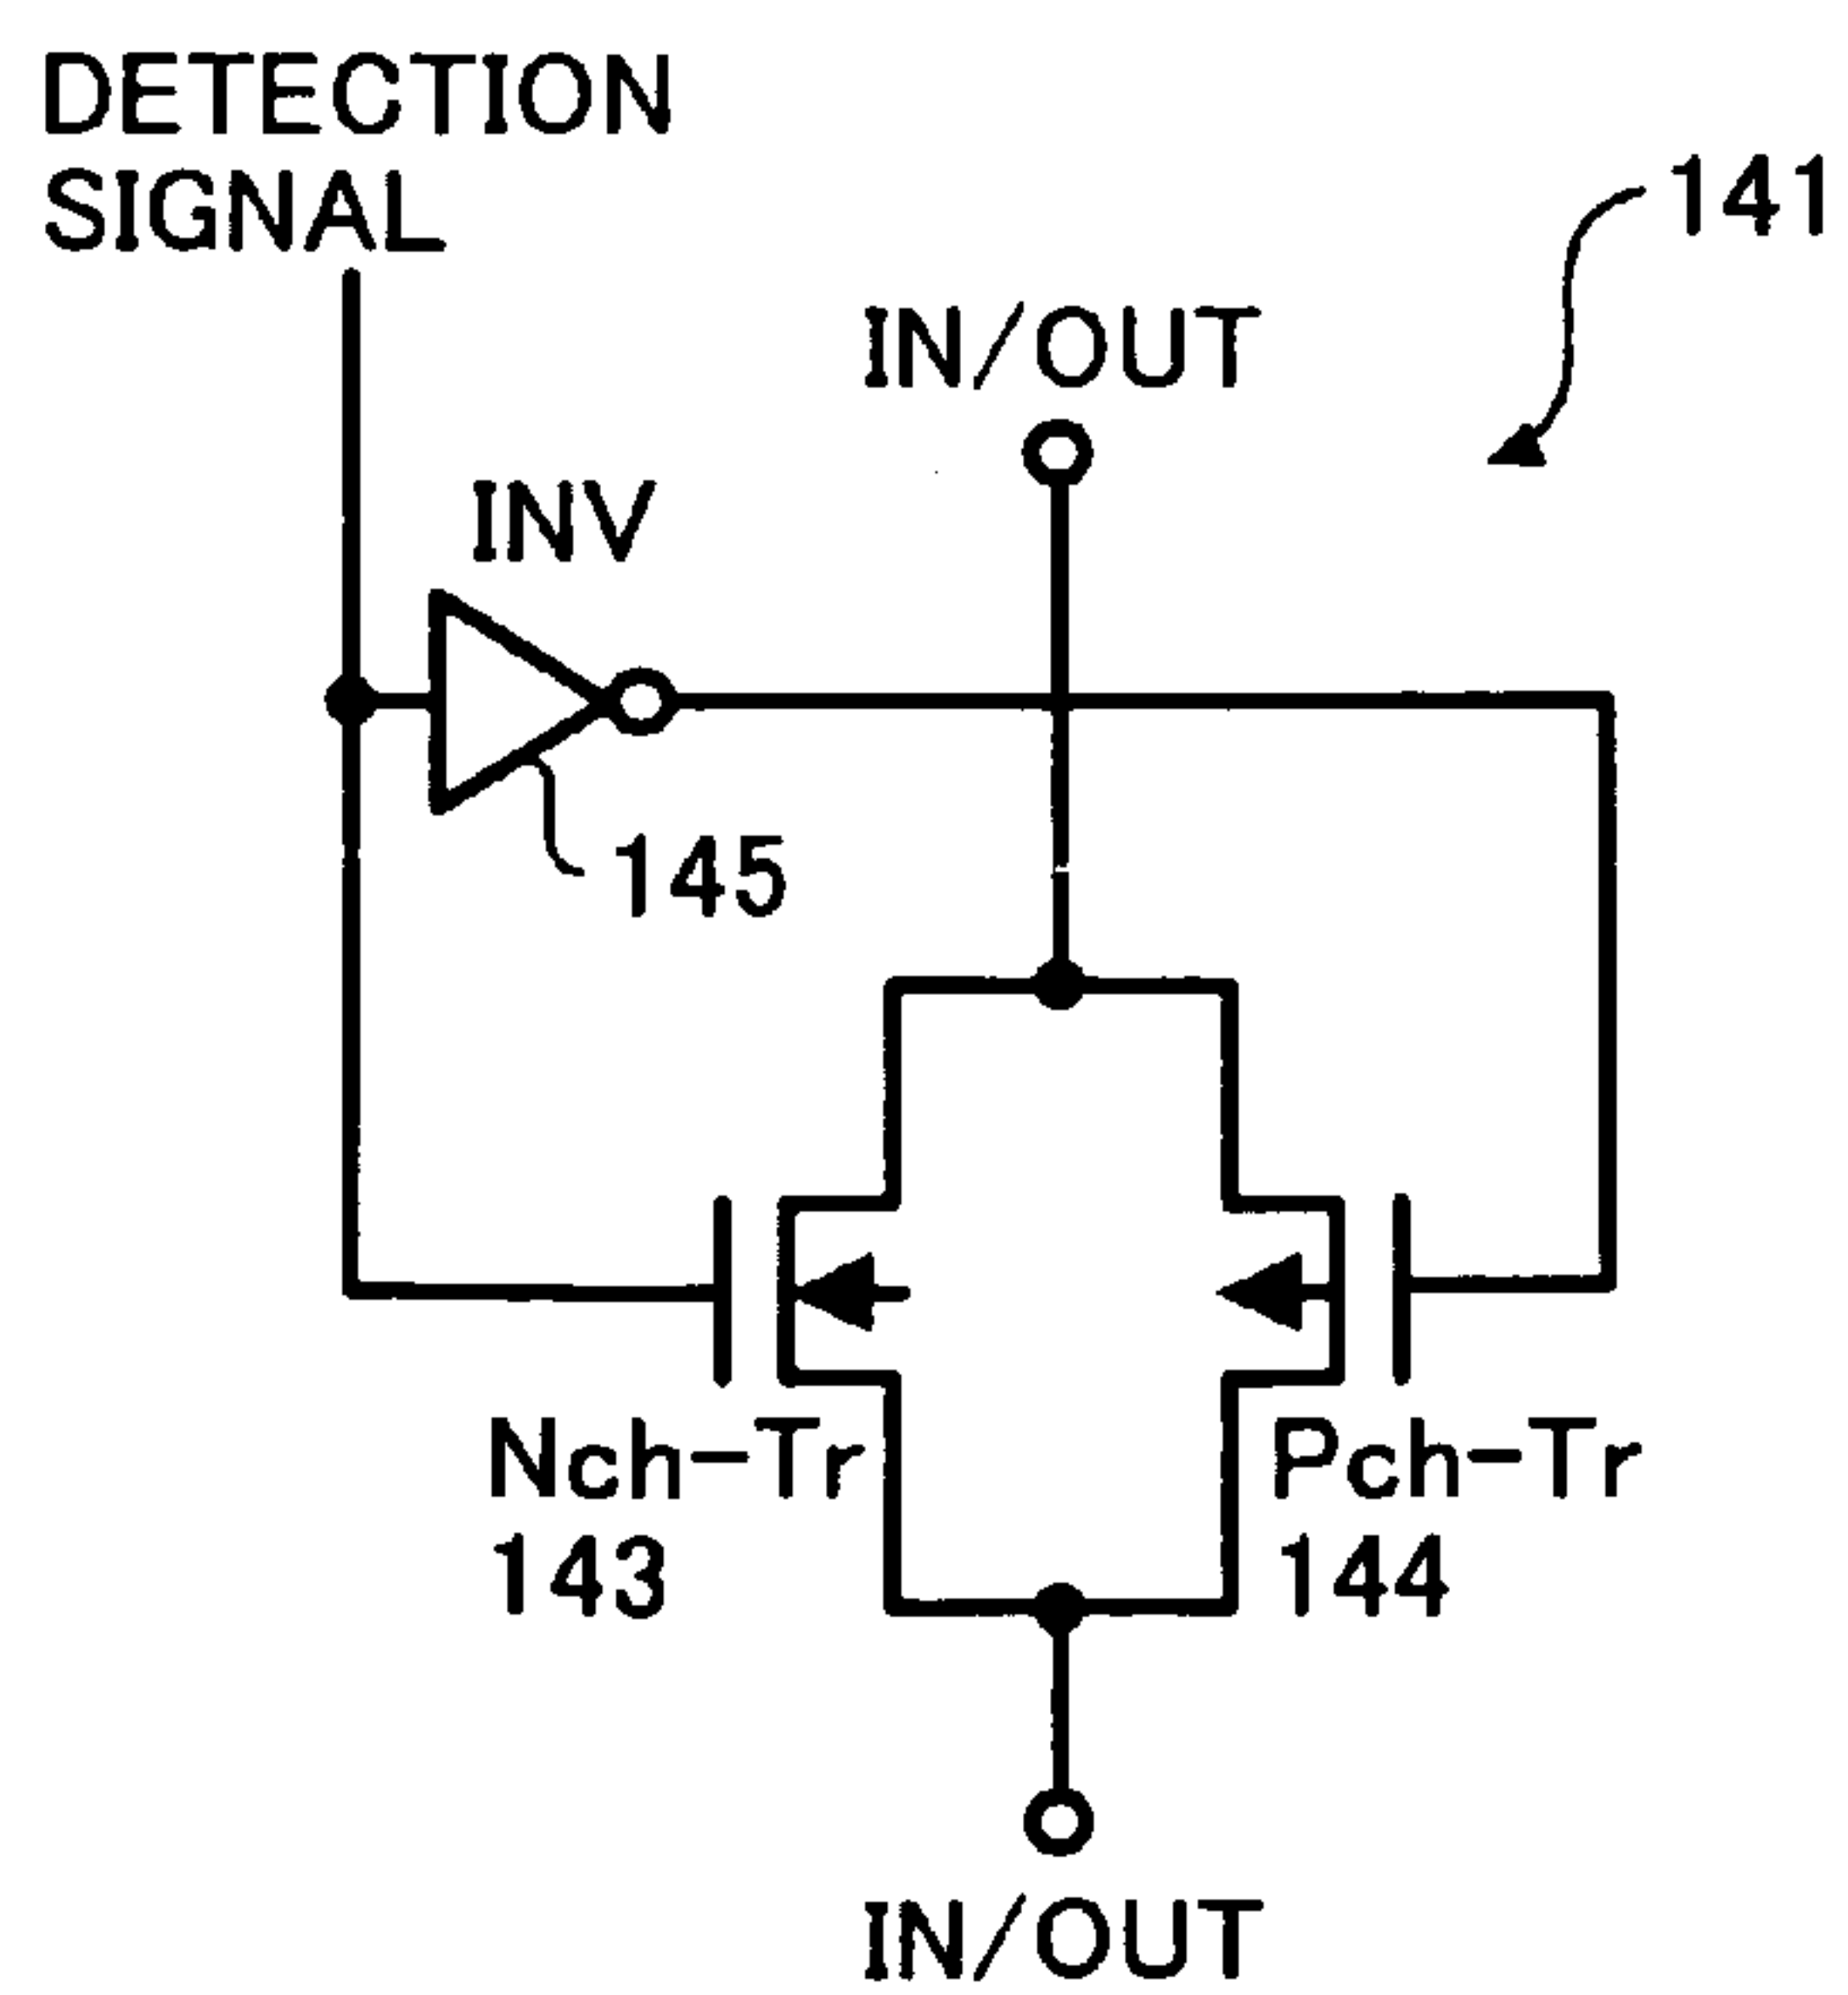 DETECTION
SIGNAL
141
IN/OUT
INV
145
Nch-Tr
143
Pch-Tr
144
IN/OUT